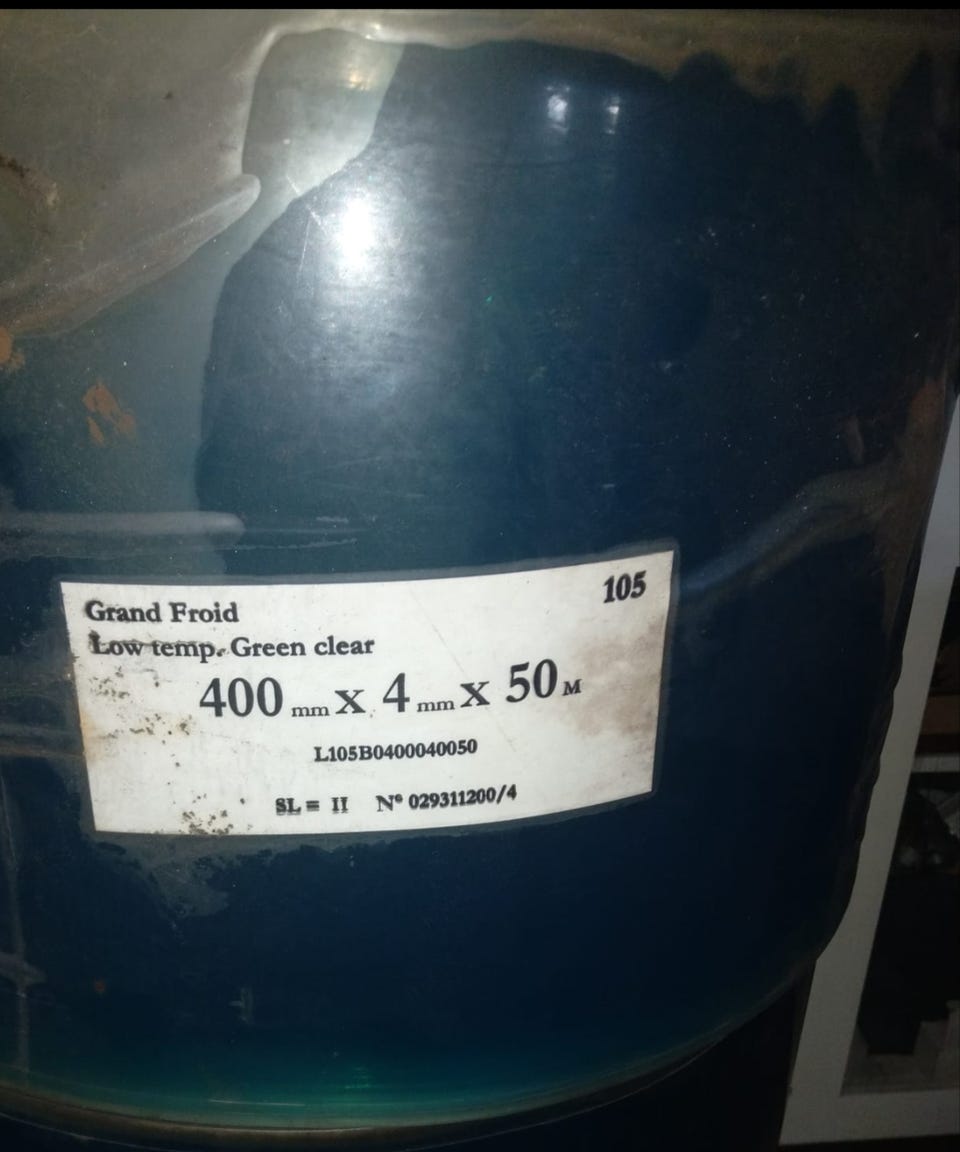 105
Grand Froid
Low temp. Green clear
400 mm x 4 mm x 50 M
L105B0400040050
SL = II N° 029311200/4